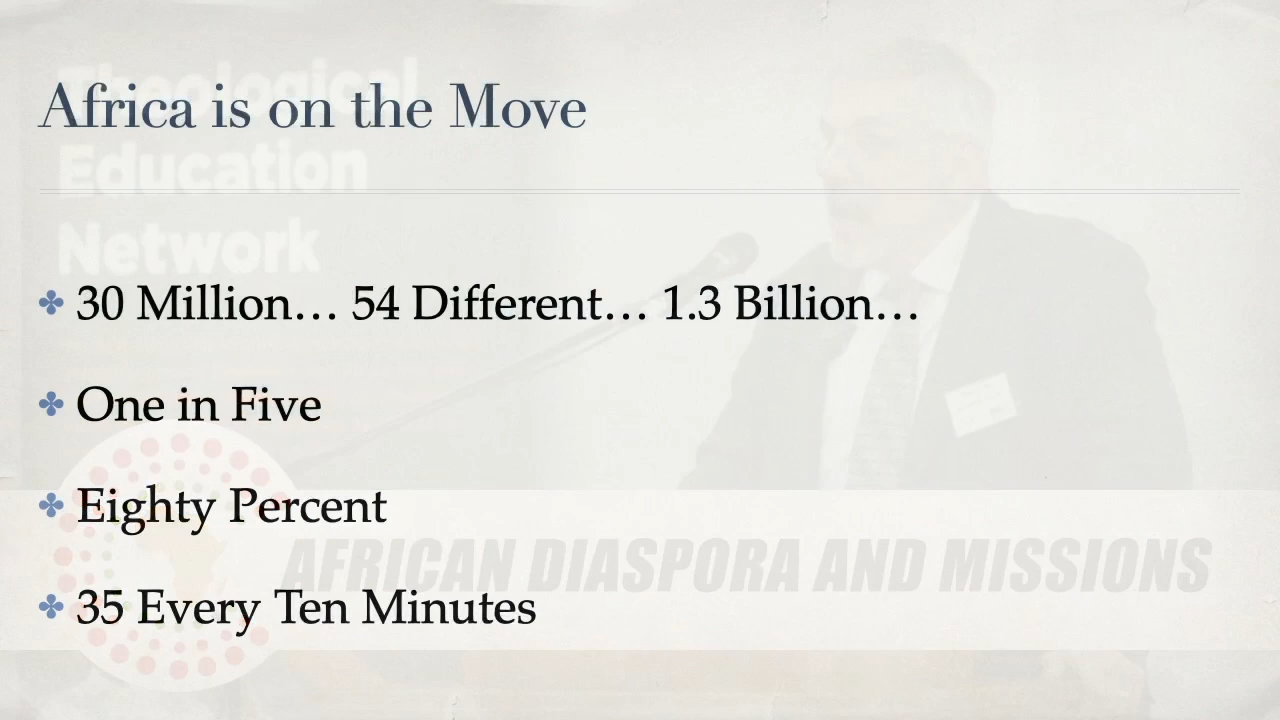 Africa is on the Move
Theological
Education
Network
30 Million… 54 Different… 1.3 Billion…
One in Five
Eighty Percent
AFRICAN DIASPORA AND MISSIONS
35 Every Ten Minutes